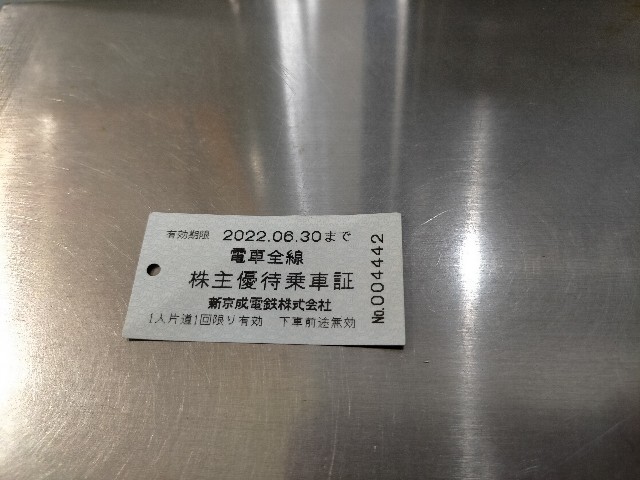 有効期限 2022.06.30まで
電車全線
株主優待乗車証
新京成電鉄株式会社
1人片道1回限り有効 下車前途無効
No.004442